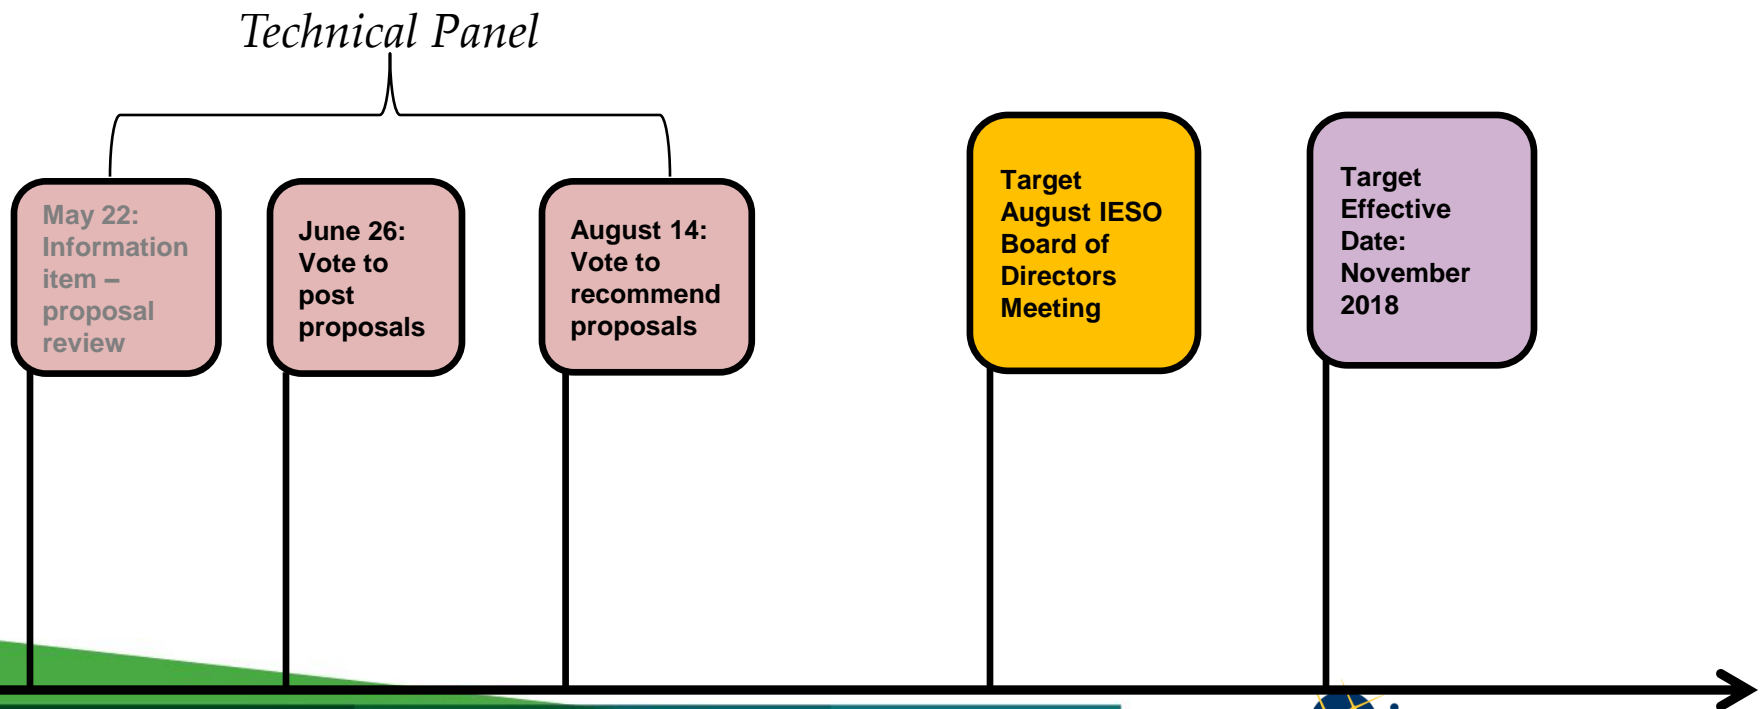 Technical Panel
May 22:
Information
item –
proposal
review
June 26:
Vote to
post
proposals
August 14:
Vote to
recommend
proposals
Target
August IESO
Board of
Directors
Meeting
Target
Effective
Date:
November
2018